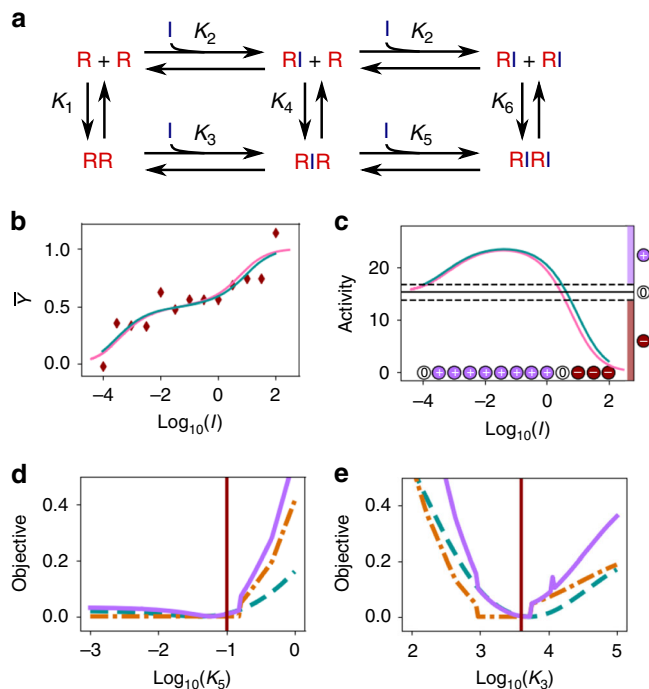 a
I K₂ I K₂
R + R RI + R RI + RI
K₁ K₄ K₆
I K₃ I K₅
RR RIR RIRI
b c
1.0
0.5
0.0
Y̅
−4 −2 0 2
Log₁₀(I)
20
10
0
Activity
+
0
−
0 + + + + + + + + 0 − − −
−4 −2 0 2
Log₁₀(I)
d e
0.4
0.2
0.0
Objective
−3 −2 −1 0
Log₁₀(K₅)
0.4
0.2
0.0
Objective
2 3 4 5
Log₁₀(K₃)